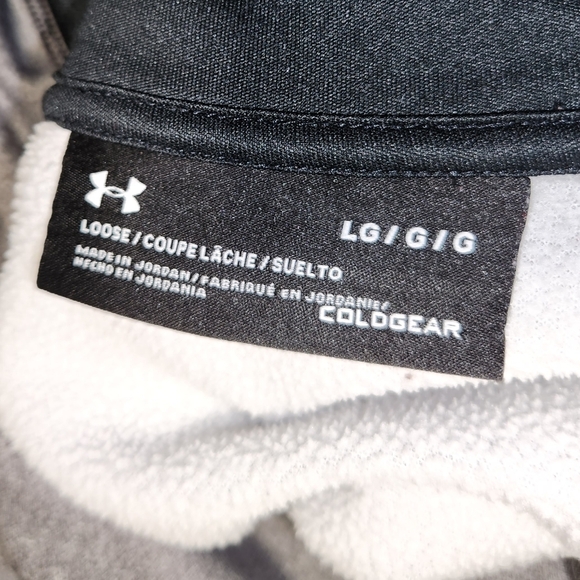 LG/G/G
LOOSE/COUPE LÂCHE/SUELTO
MADE IN JORDAN/FABRIQUÉ EN JORDANIE/
HECHO EN JORDANIA
COLDGEAR